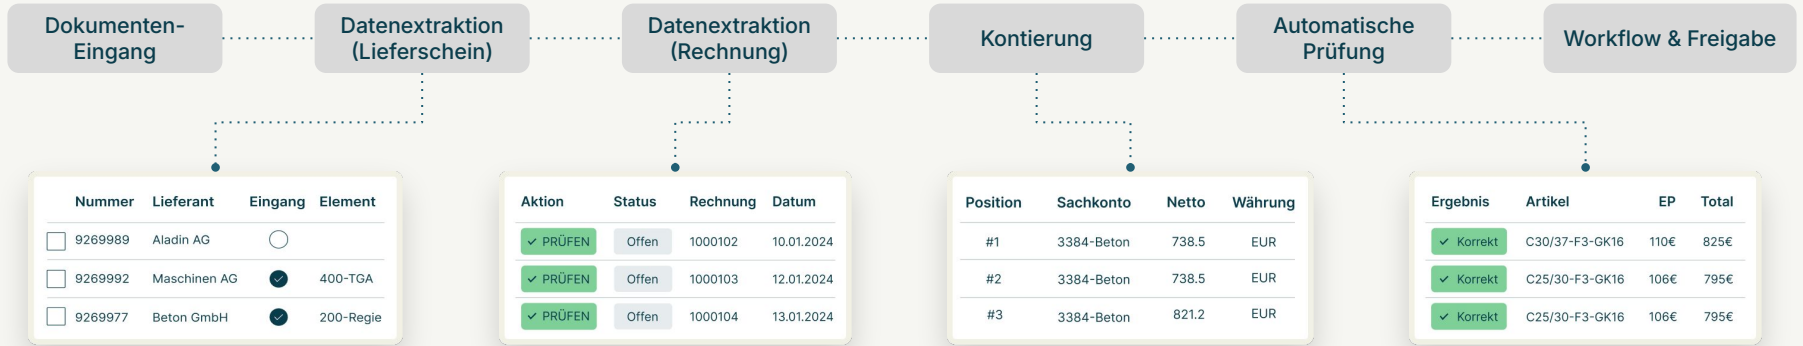 Dokumenten-
Eingang
Datenextraktion
(Lieferschein)
Datenextraktion
(Rechnung)
Kontierung
Automatische
Prüfung
Workflow & Freigabe
Nummer Lieferant Eingang Element
9269989 Aladin AG
9269992 Maschinen AG 400-TGA
9269977 Beton GmbH 200-Regie
Aktion Status Rechnung Datum
PRÜFEN Offen 1000102 10.01.2024
PRÜFEN Offen 1000103 12.01.2024
PRÜFEN Offen 1000104 13.01.2024
Position Sachkonto Netto Währung
#1 3384-Beton 738.5 EUR
#2 3384-Beton 738.5 EUR
#3 3384-Beton 821.2 EUR
Ergebnis Artikel EP Total
Korrekt C30/37-F3-GK16 110€ 825€
Korrekt C25/30-F3-GK16 106€ 795€
Korrekt C25/30-F3-GK16 106€ 795€